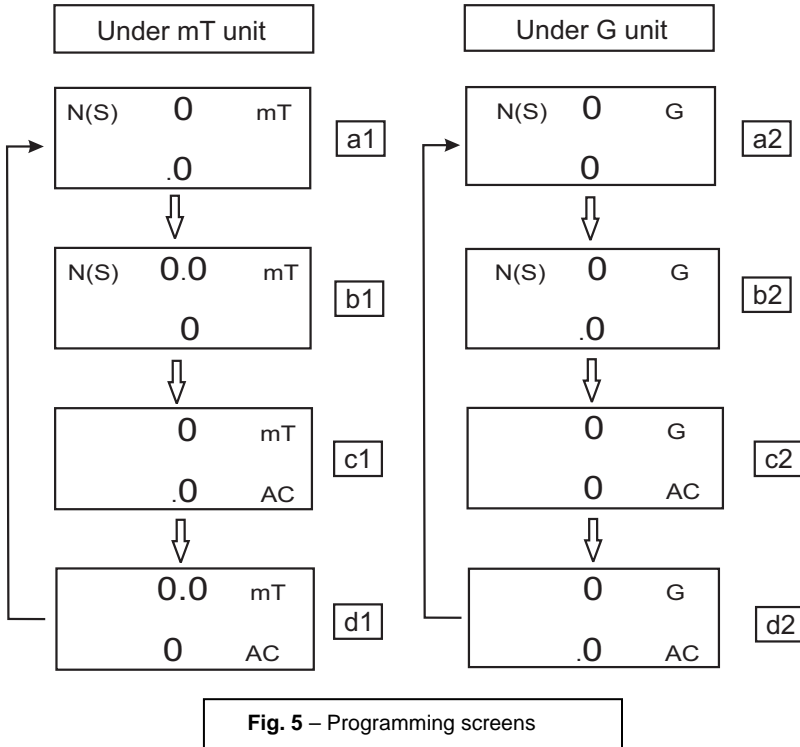 Under mT unit
Under G unit
N(S) 0 mT
.0
a1
N(S) 0 G
0
a2
N(S) 0.0 mT
0
b1
N(S) 0 G
.0
b2
0 mT
.0 AC
c1
0 G
0 AC
c2
0.0 mT
0 AC
d1
0 G
.0 AC
d2
Fig. 5 – Programming screens